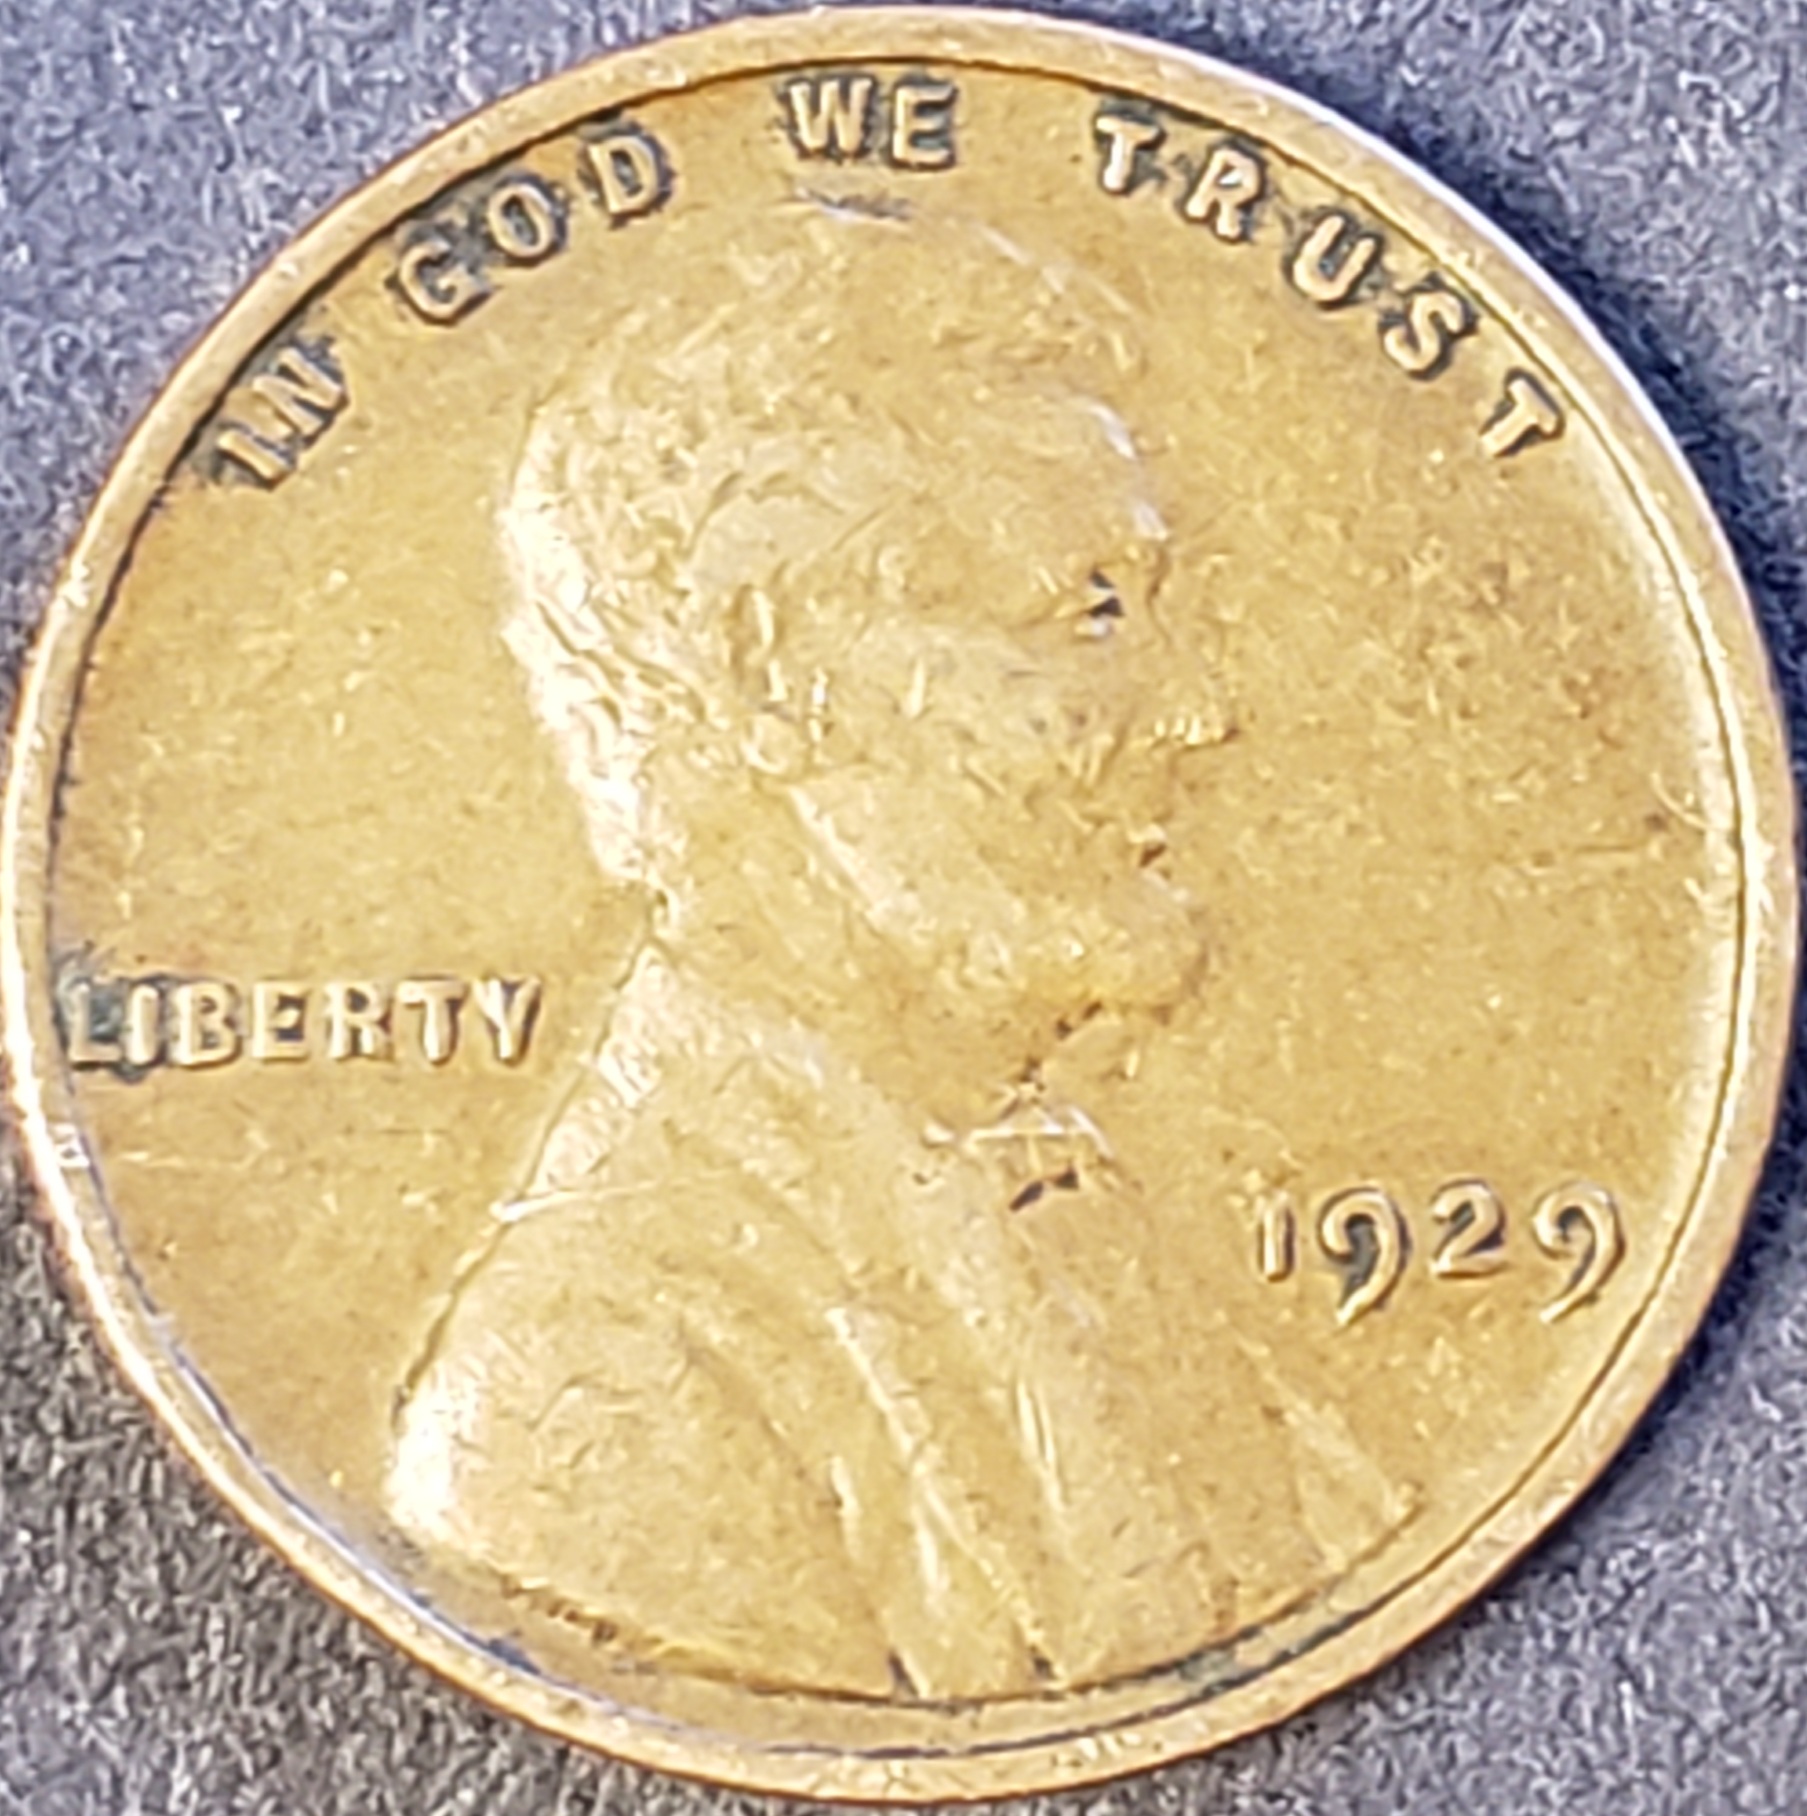 IN GOD WE TRUST
LIBERTY
1929